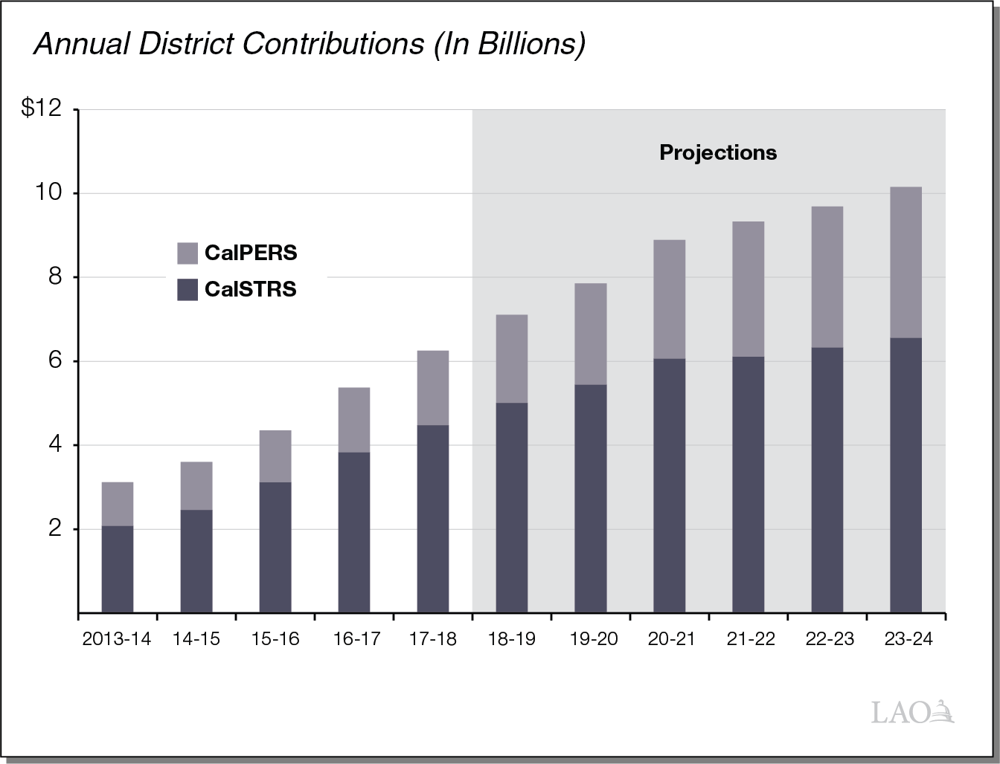 Annual District Contributions (In Billions)
$12
Projections
10
CalPERS
8
CalSTRS
6
4
2
2013-14 14-15 15-16 16-17 17-18 18-19 19-20 20-21 21-22 22-23 23-24
LAO